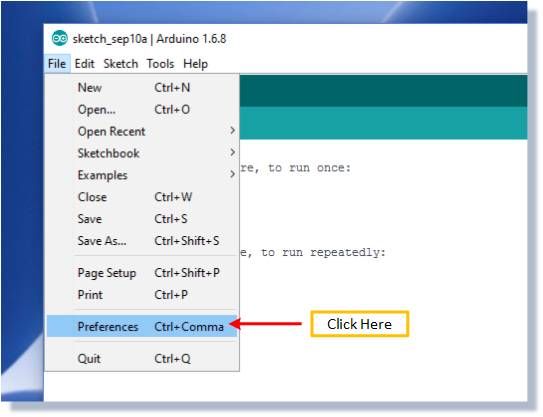 sketch_sep10a | Arduino 1.6.8
File Edit Sketch Tools Help
New Ctrl+N
Open... Ctrl+O
Open Recent >
Sketchbook >
Examples >
re, to run once:
Close Ctrl+W
Save Ctrl+S
Save As... Ctrl+Shift+S
e, to run repeatedly:
Page Setup Ctrl+Shift+P
Print Ctrl+P
Preferences Ctrl+Comma
Click Here
Quit Ctrl+Q